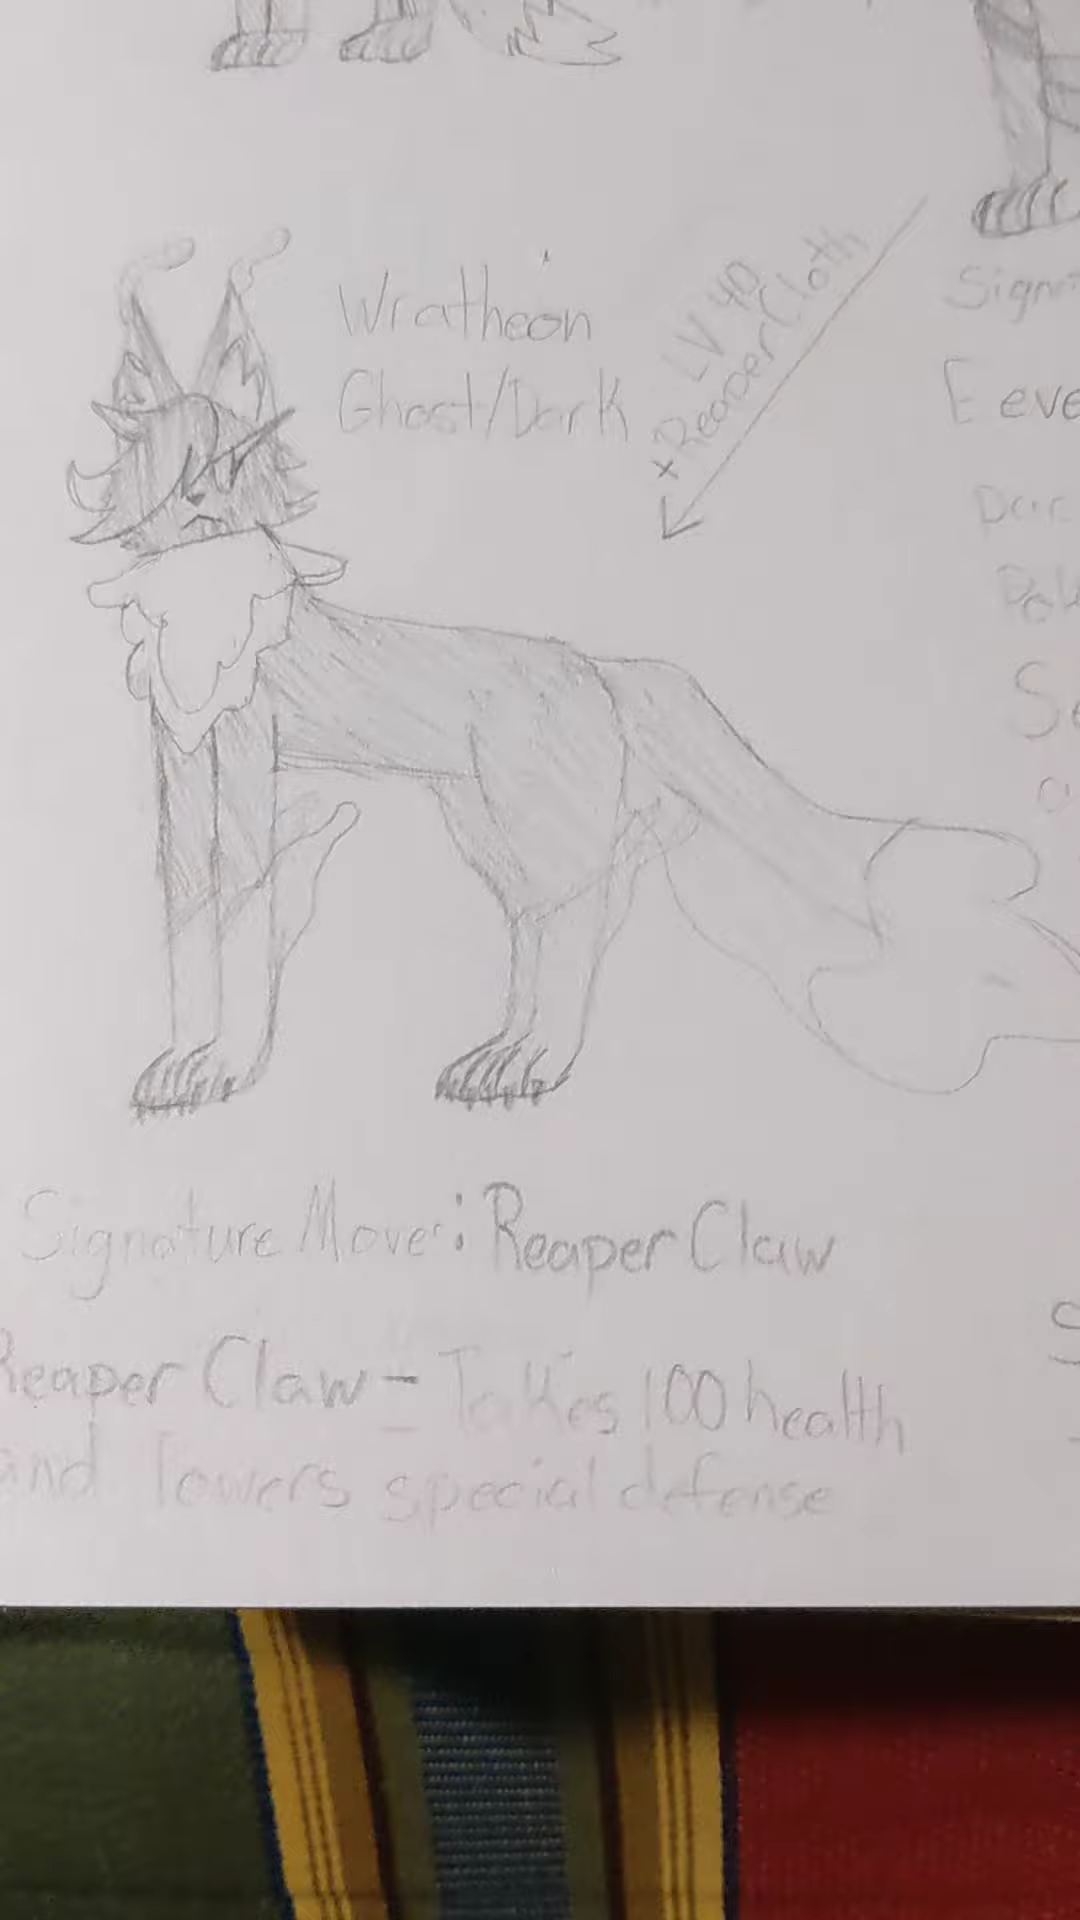 Wratheon
Ghost/Dark
LV 40
+Reaper Cloth
Signature Move: Reaper Claw
Reaper Claw - Takes 100 health
and lowers special defense